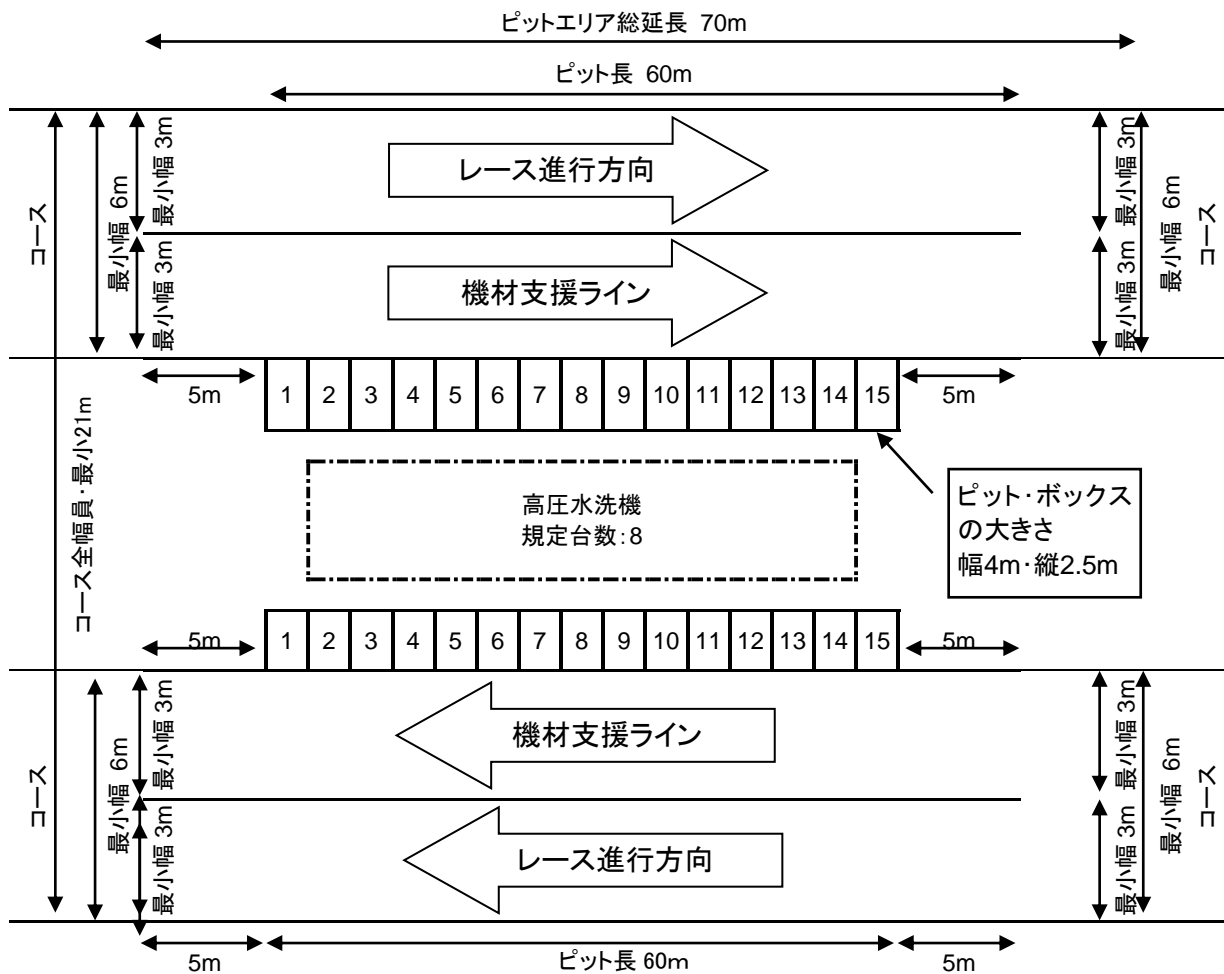 ピットエリア総延長 70m
ピット長 60m
コース
最小幅 6m
最小幅 3m
レース進行方向
最小幅 3m
最小幅 6m
コース
最小幅 3m
機材支援ライン
最小幅 3m
5m
1 2 3 4 5 6 7 8 9 10 11 12 13 14 15
5m
コース全幅員・最小21m
高圧水洗機
規定台数:8
ピット・ボックス
の大きさ
幅4m・縦2.5m
5m
1 2 3 4 5 6 7 8 9 10 11 12 13 14 15
5m
コース
最小幅 6m
最小幅 3m
機材支援ライン
最小幅 3m
最小幅 6m
コース
最小幅 3m
レース進行方向
最小幅 3m
5m
ピット長 60m
5m